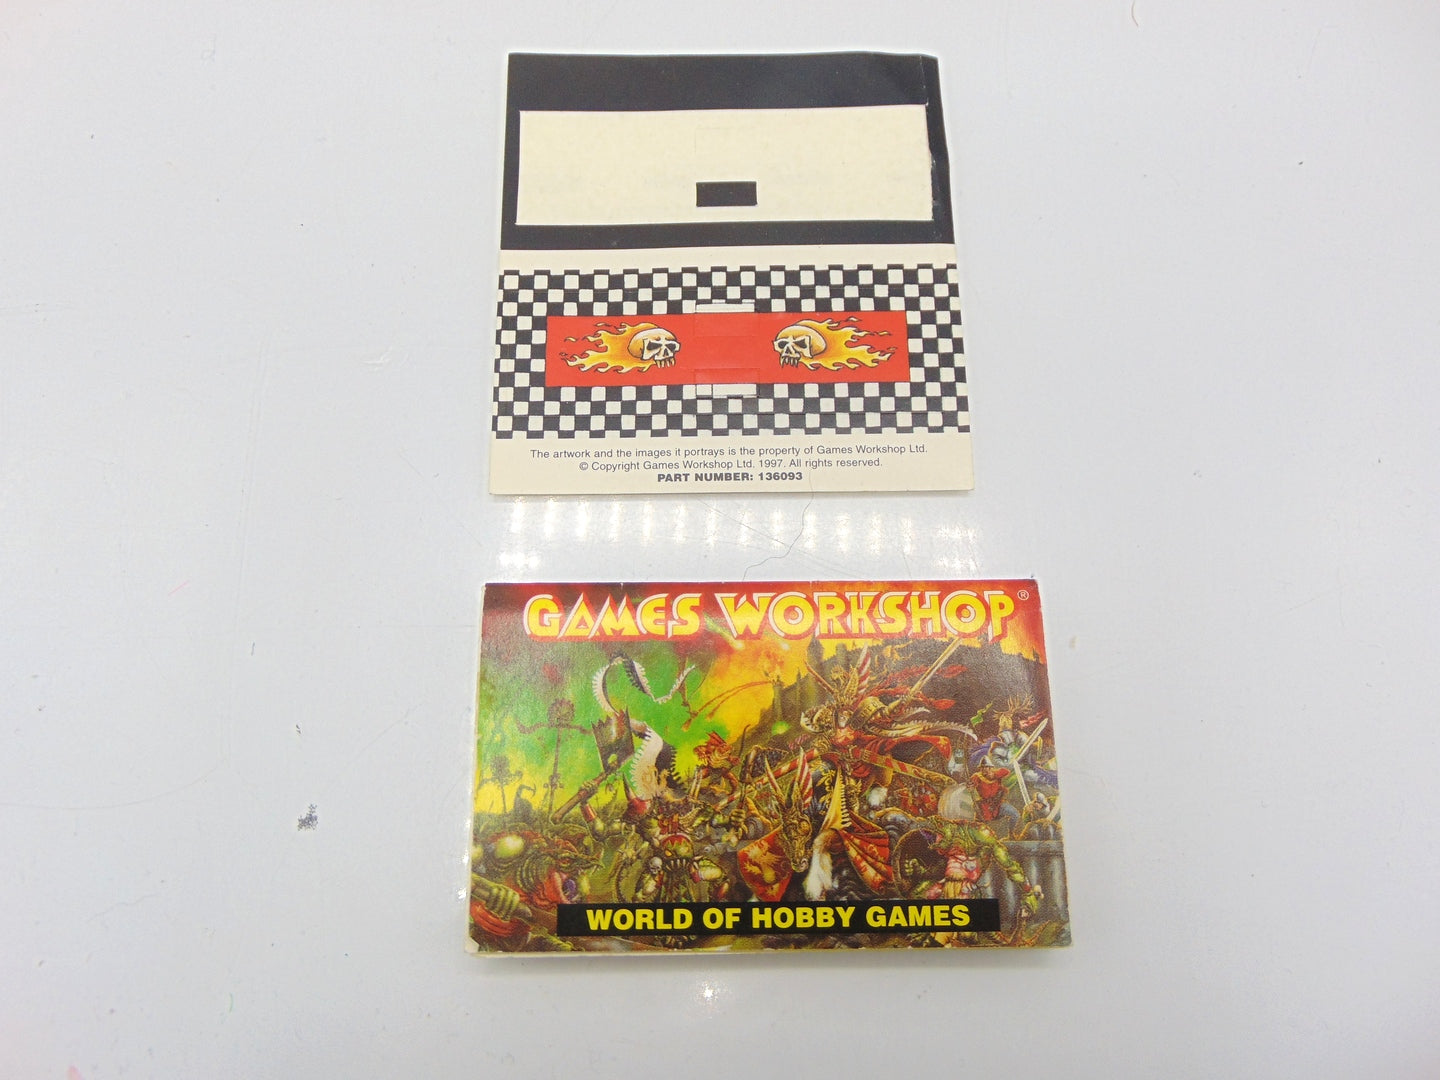 The artwork and the images it portrays is the property of Games Workshop Ltd.
© Copyright Games Workshop Ltd. 1997. All rights reserved.
PART NUMBER: 136093
GAMES WORKSHOP®
WORLD OF HOBBY GAMES